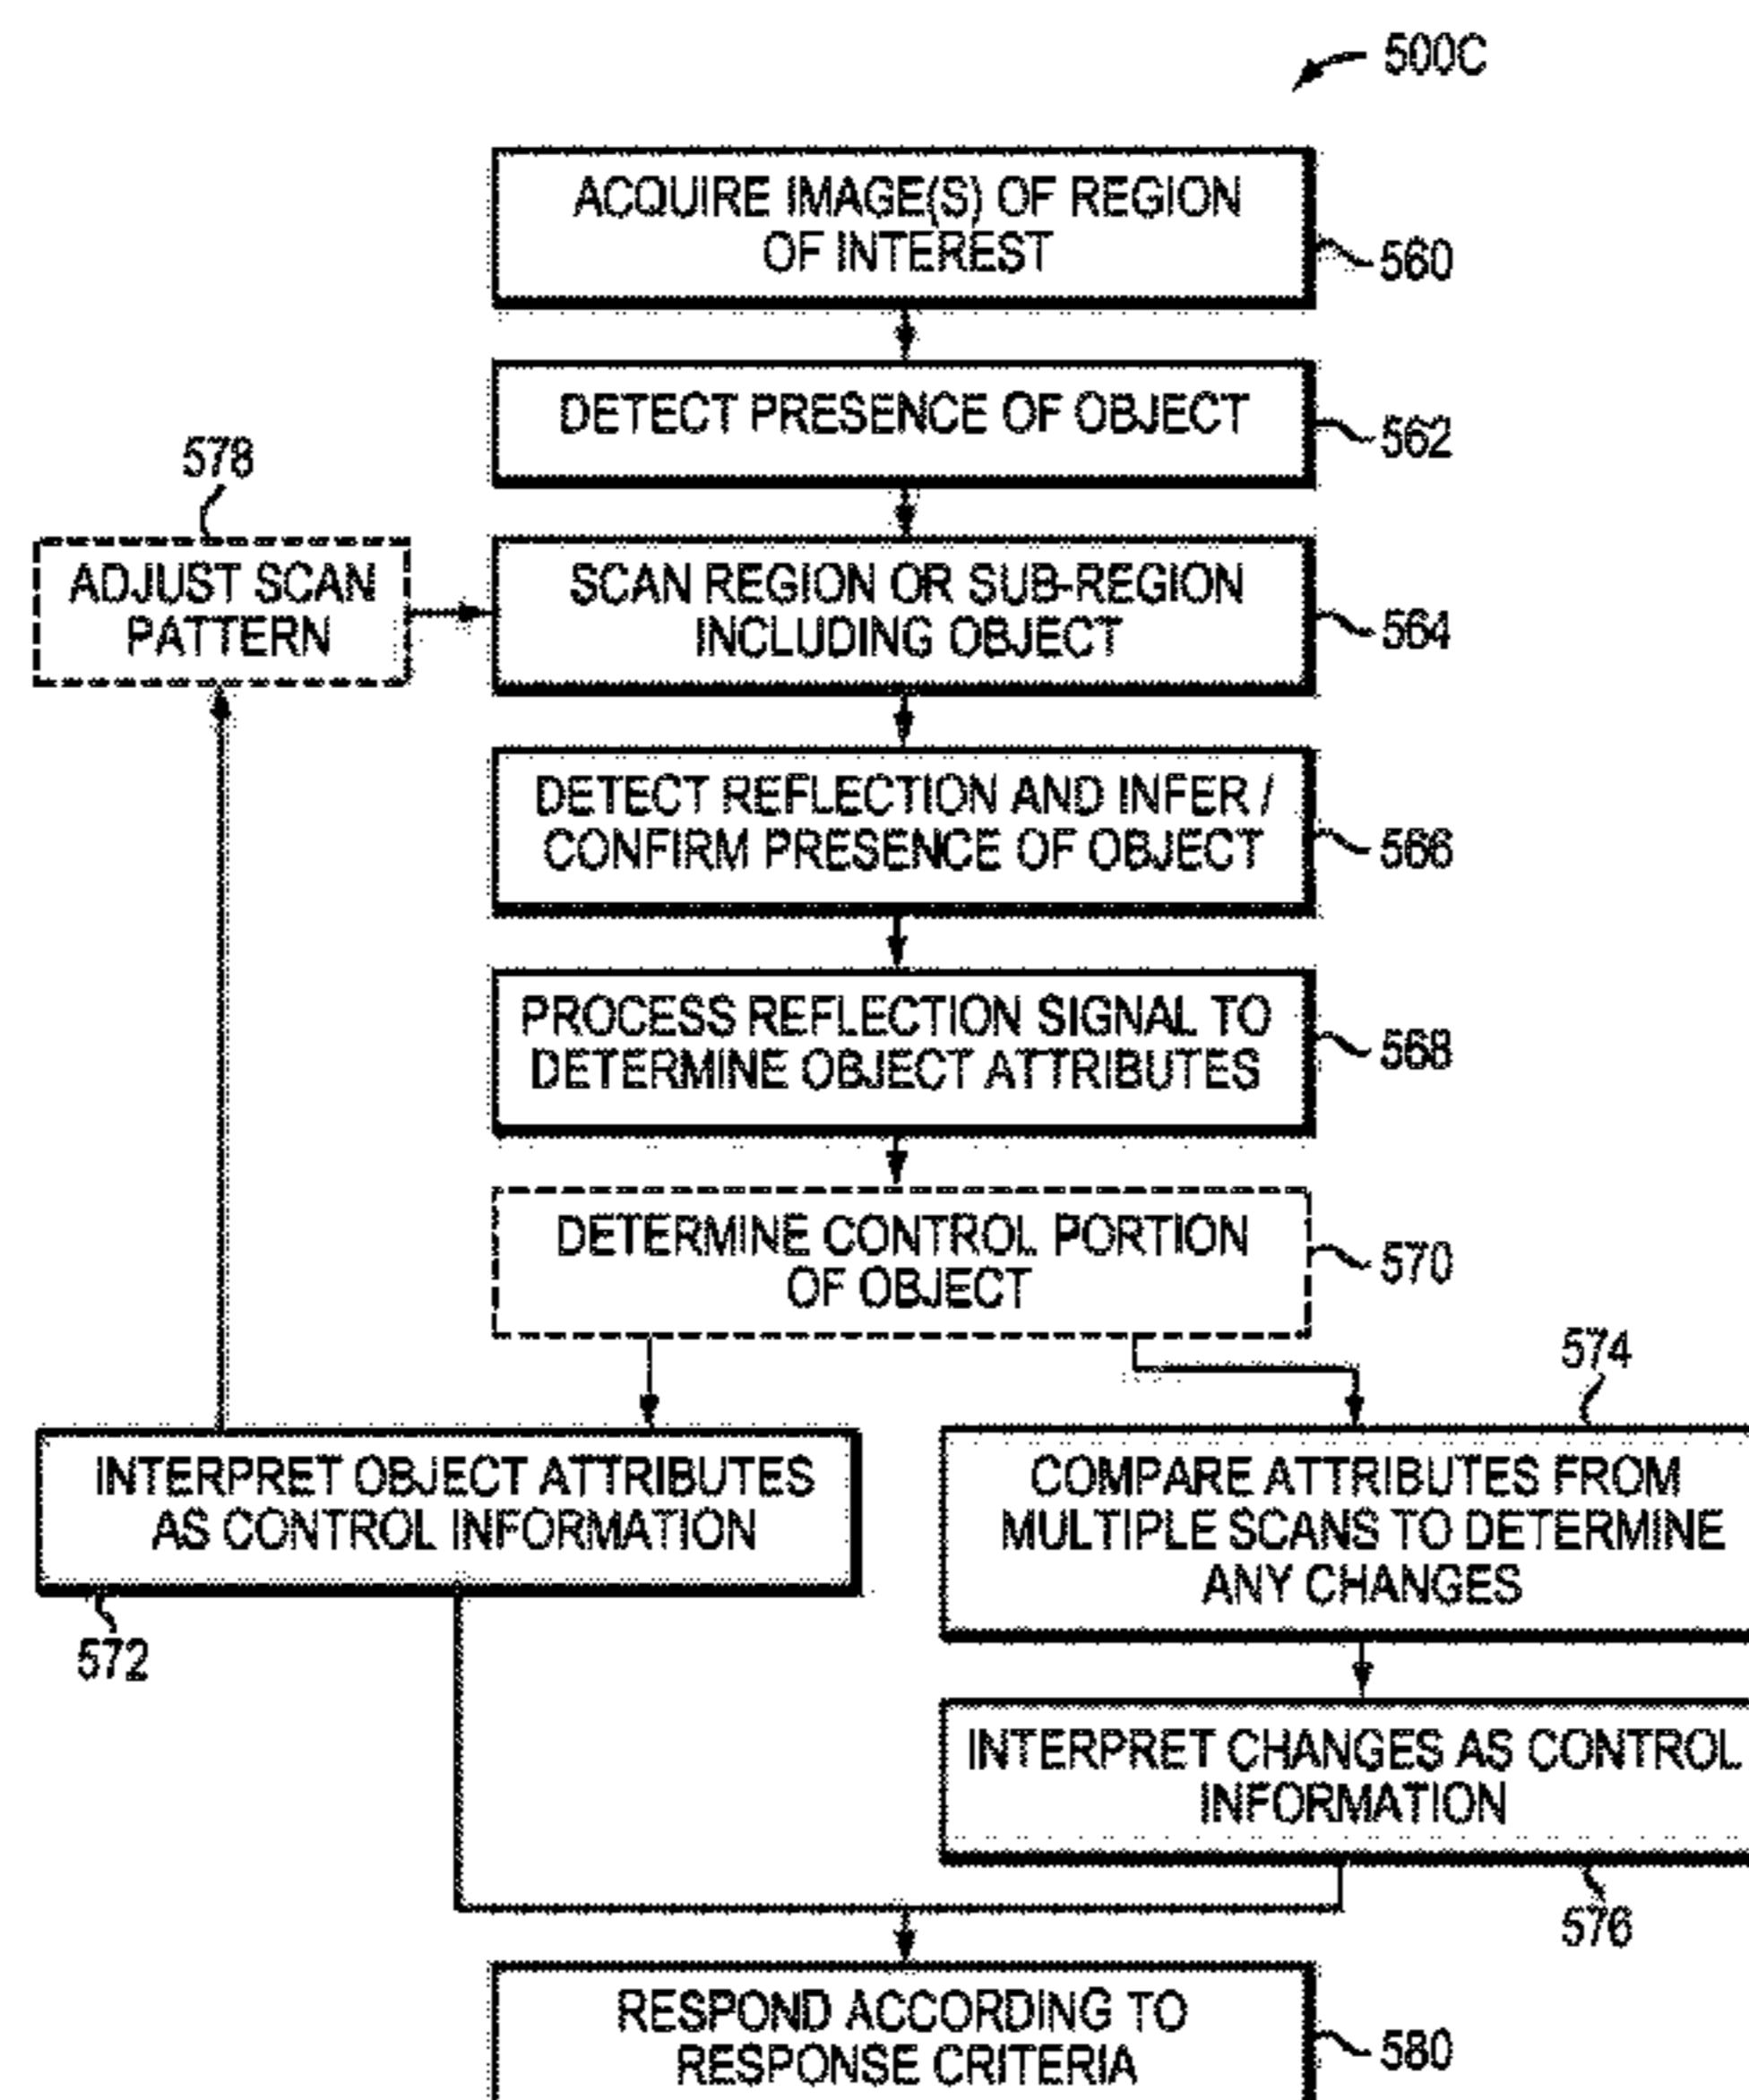 500C
ACQUIRE IMAGE(S) OF REGION
OF INTEREST
560
DETECT PRESENCE OF OBJECT
562
578
ADJUST SCAN
PATTERN
SCAN REGION OR SUB-REGION
INCLUDING OBJECT
564
DETECT REFLECTION AND INFER /
CONFIRM PRESENCE OF OBJECT
566
PROCESS REFLECTION SIGNAL TO
DETERMINE OBJECT ATTRIBUTES
568
DETERMINE CONTROL PORTION
OF OBJECT
570
574
INTERPRET OBJECT ATTRIBUTES
AS CONTROL INFORMATION
572
COMPARE ATTRIBUTES FROM
MULTIPLE SCANS TO DETERMINE
ANY CHANGES
INTERPRET CHANGES AS CONTROL
INFORMATION
576
RESPOND ACCORDING TO
RESPONSE CRITERIA
580